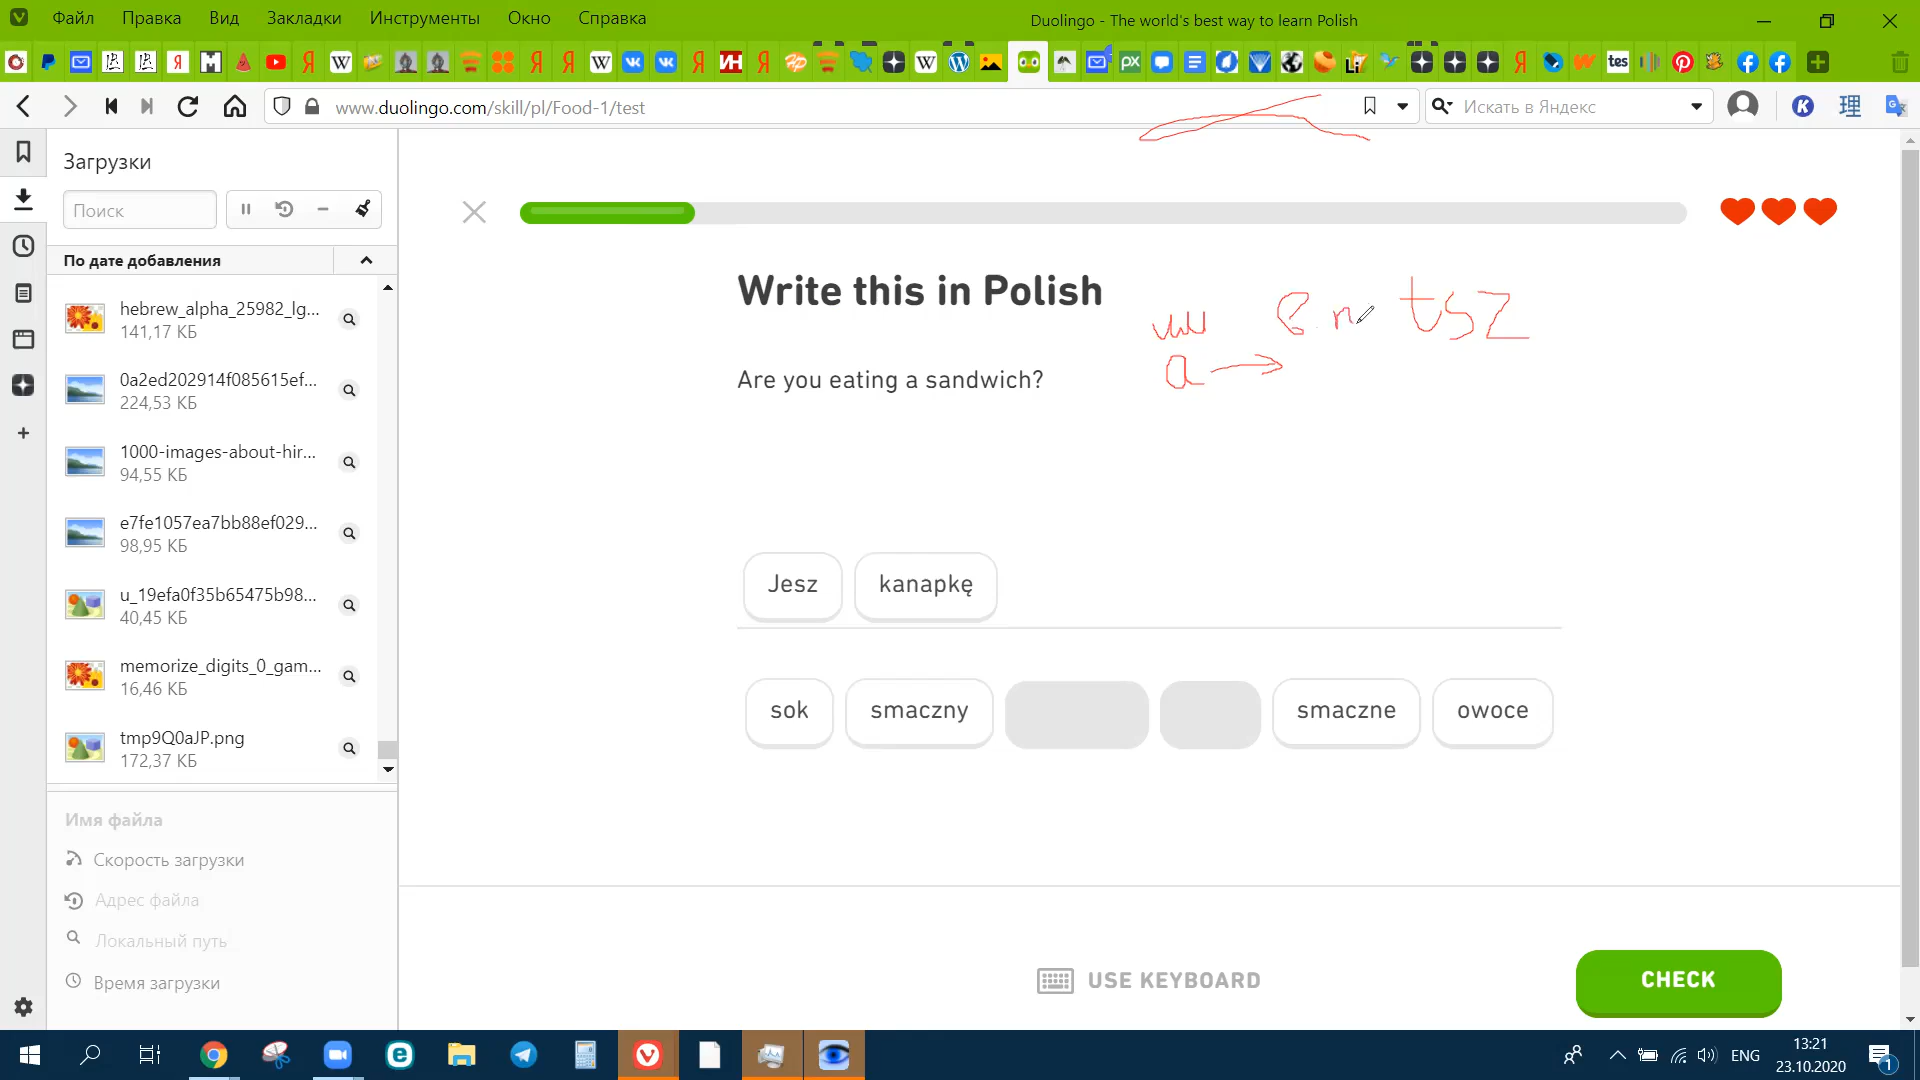 Файл Правка Вид Закладки Инструменты Окно Справка
Duolingo - The world's best way to learn Polish
www.duolingo.com/skill/pl/Food-1/test
Искать в Яндекс
Загрузки
Поиск
По дате добавления
hebrew_alpha_25982_lg...
141,17 КБ
0a2ed202914f085615ef...
224,53 КБ
1000-images-about-hir...
94,55 КБ
e7fe1057ea7bb88ef029...
98,95 КБ
u_19efa0f35b65475b98...
40,45 КБ
memorize_digits_0_gam...
16,46 КБ
tmp9Q0aJP.png
172,37 КБ
Имя файла
Скорость загрузки
Адрес файла
Локальный путь
Время загрузки
Write this in Polish
tsz
a
Are you eating a sandwich?
Jesz kanapkę
sok smaczny smaczne owoce
USE KEYBOARD
CHECK
ENG
13:21
23.10.2020
1